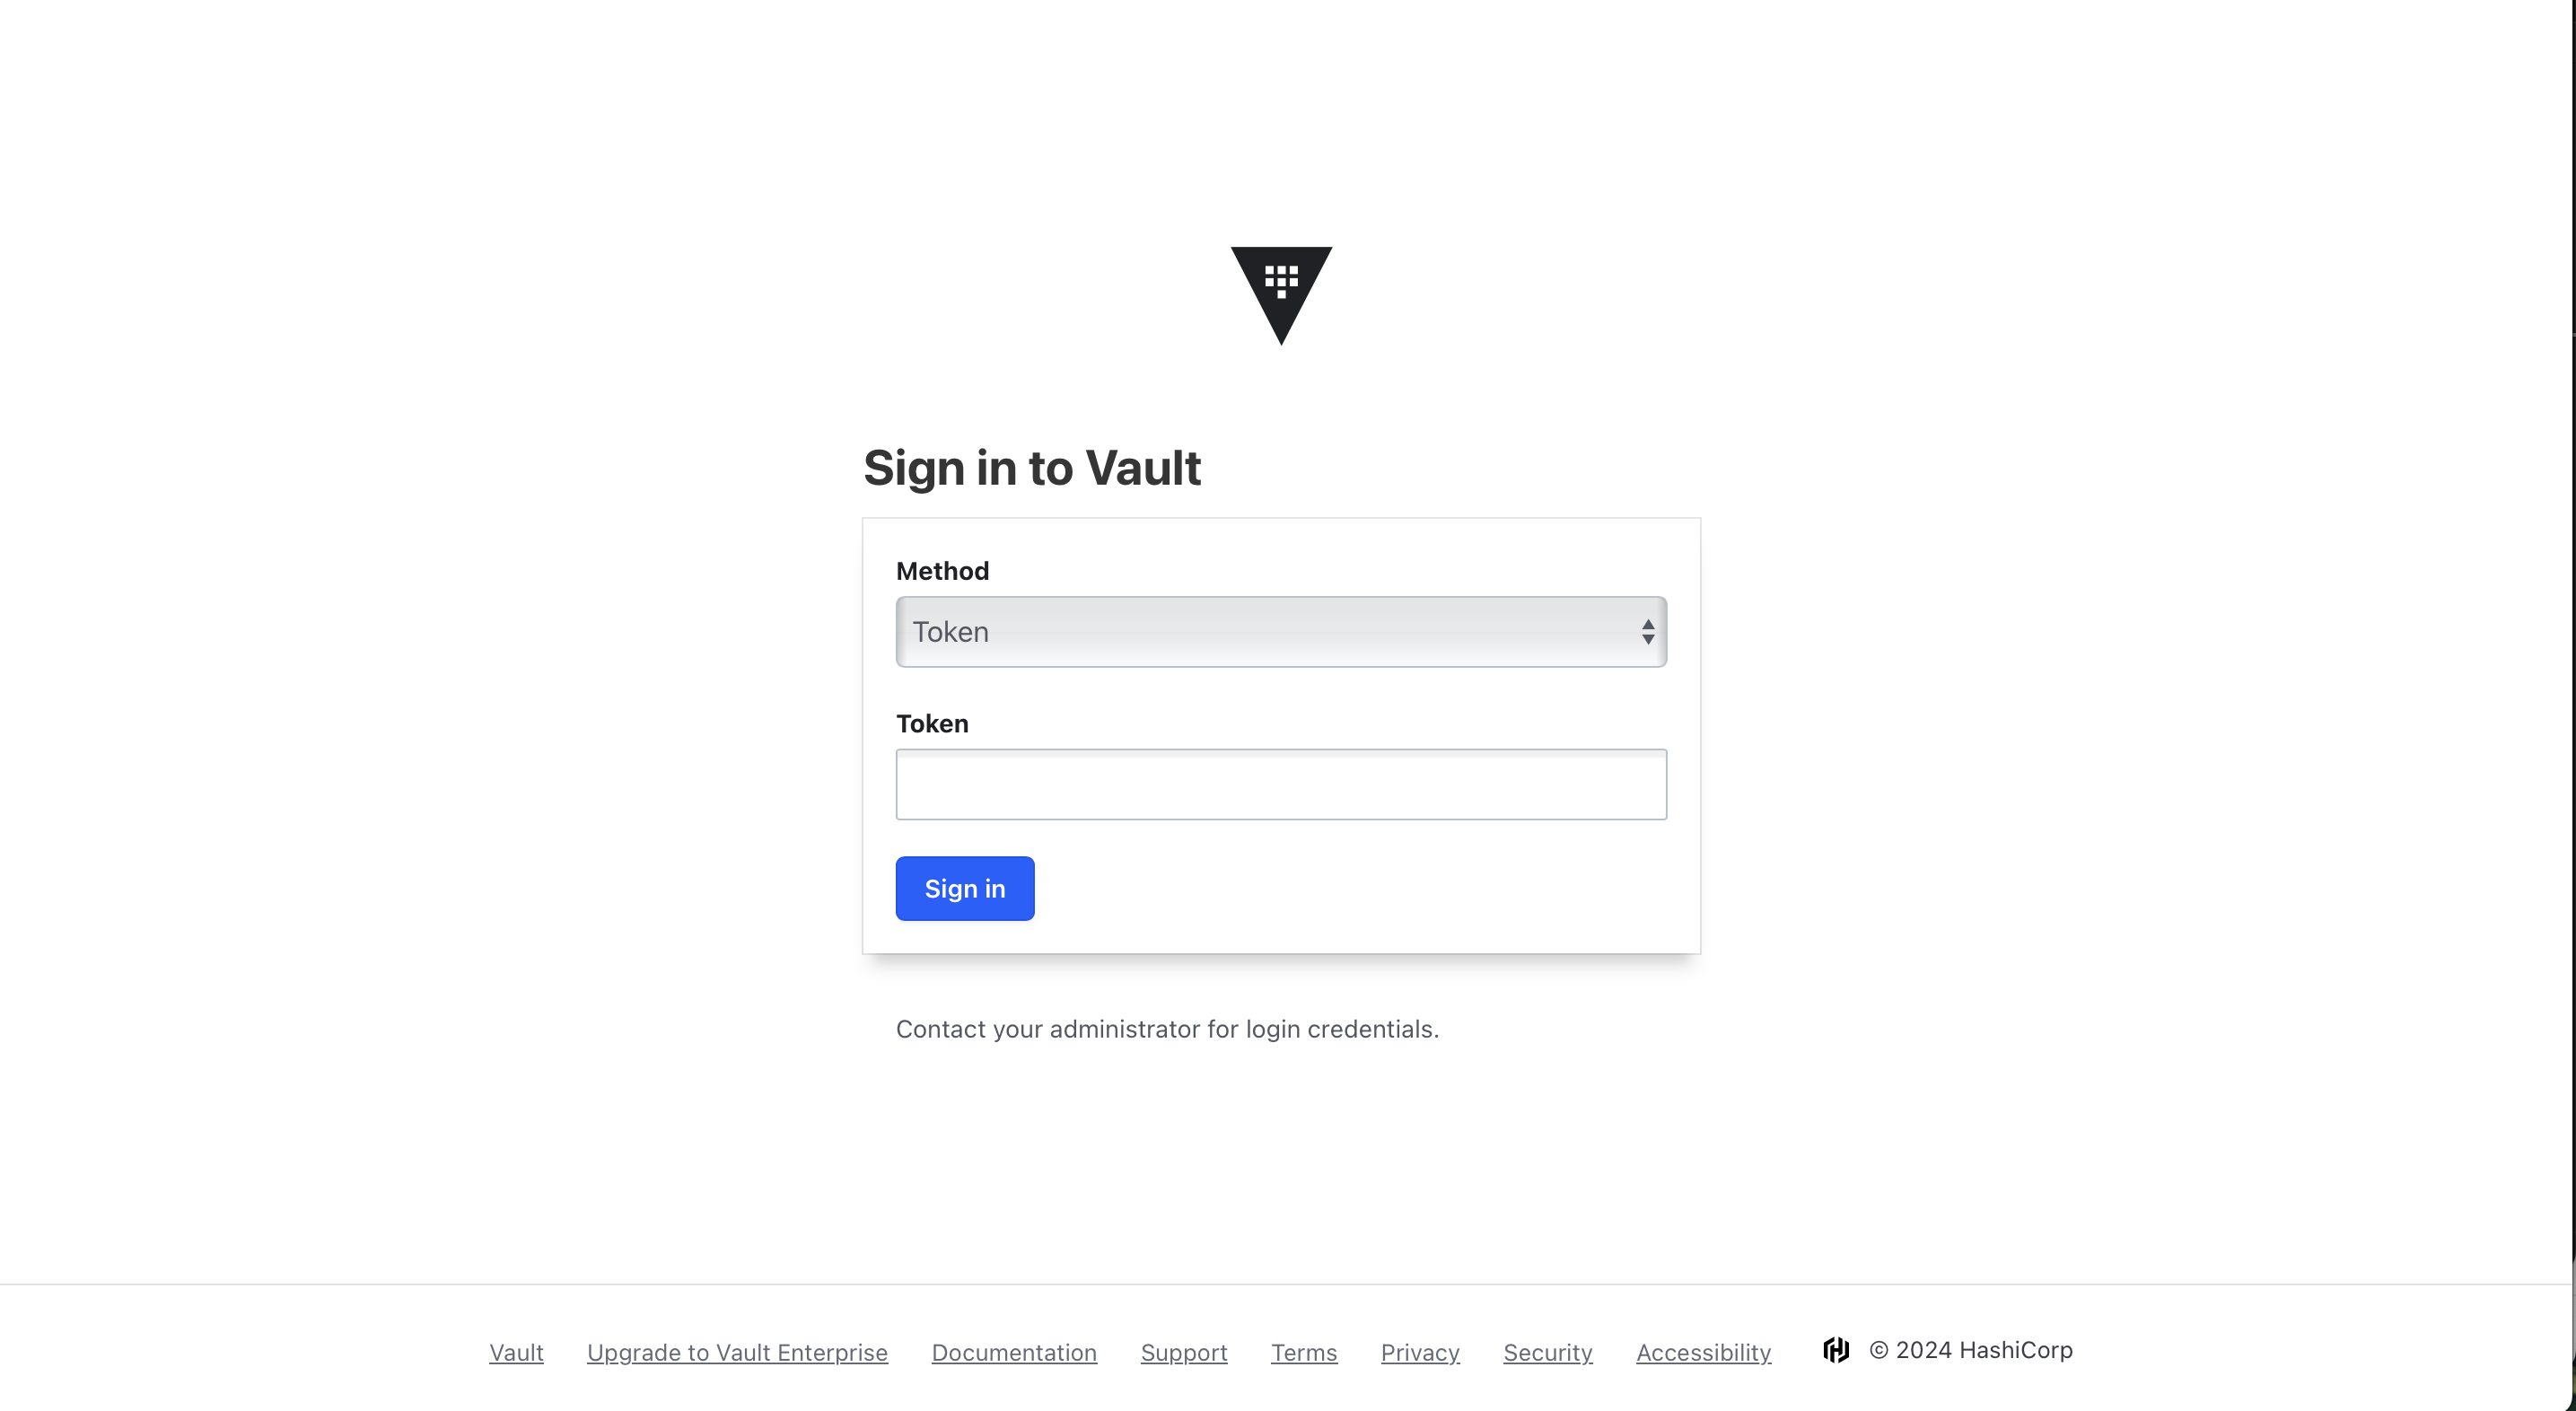 Sign in to Vault
Method
Token
Token
Sign in
Contact your administrator for login credentials.
Vault Upgrade to Vault Enterprise Documentation Support Terms Privacy Security Accessibility © 2024 HashiCorp